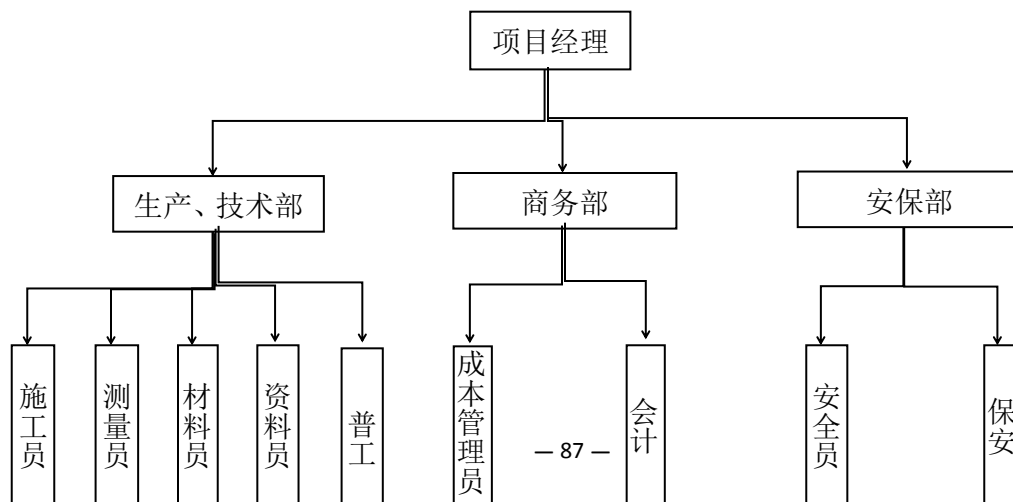 项目经理
生产、技术部
商务部
安保部
施工员
测量员
材料员
资料员
普工
成本管理员
会计
安全员
保安
— 87 —